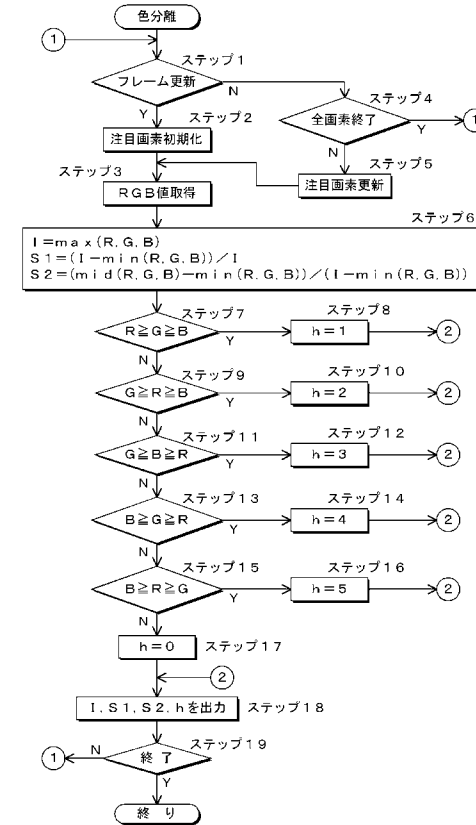 色分離
1
ステップ1
フレーム更新
N
Y
ステップ2
注目画素初期化
ステップ3
RGB値取得
ステップ4
全画素終了
Y
1
N
ステップ5
注目画素更新
ステップ6
I=max(R,G,B)
S1=(I-min(R,G,B))/I
S2=(mid(R,G,B)-min(R,G,B))/(I-min(R,G,B))
ステップ7
R≧G≧B
Y
N
ステップ8
h=1
2
ステップ9
G≧R≧B
Y
N
ステップ10
h=2
2
ステップ11
G≧B≧R
Y
N
ステップ12
h=3
2
ステップ13
B≧G≧R
Y
N
ステップ14
h=4
2
ステップ15
B≧R≧G
Y
N
ステップ16
h=5
2
h=0
ステップ17
2
I,S1,S2,hを出力
ステップ18
ステップ19
1
N
終了
Y
終り